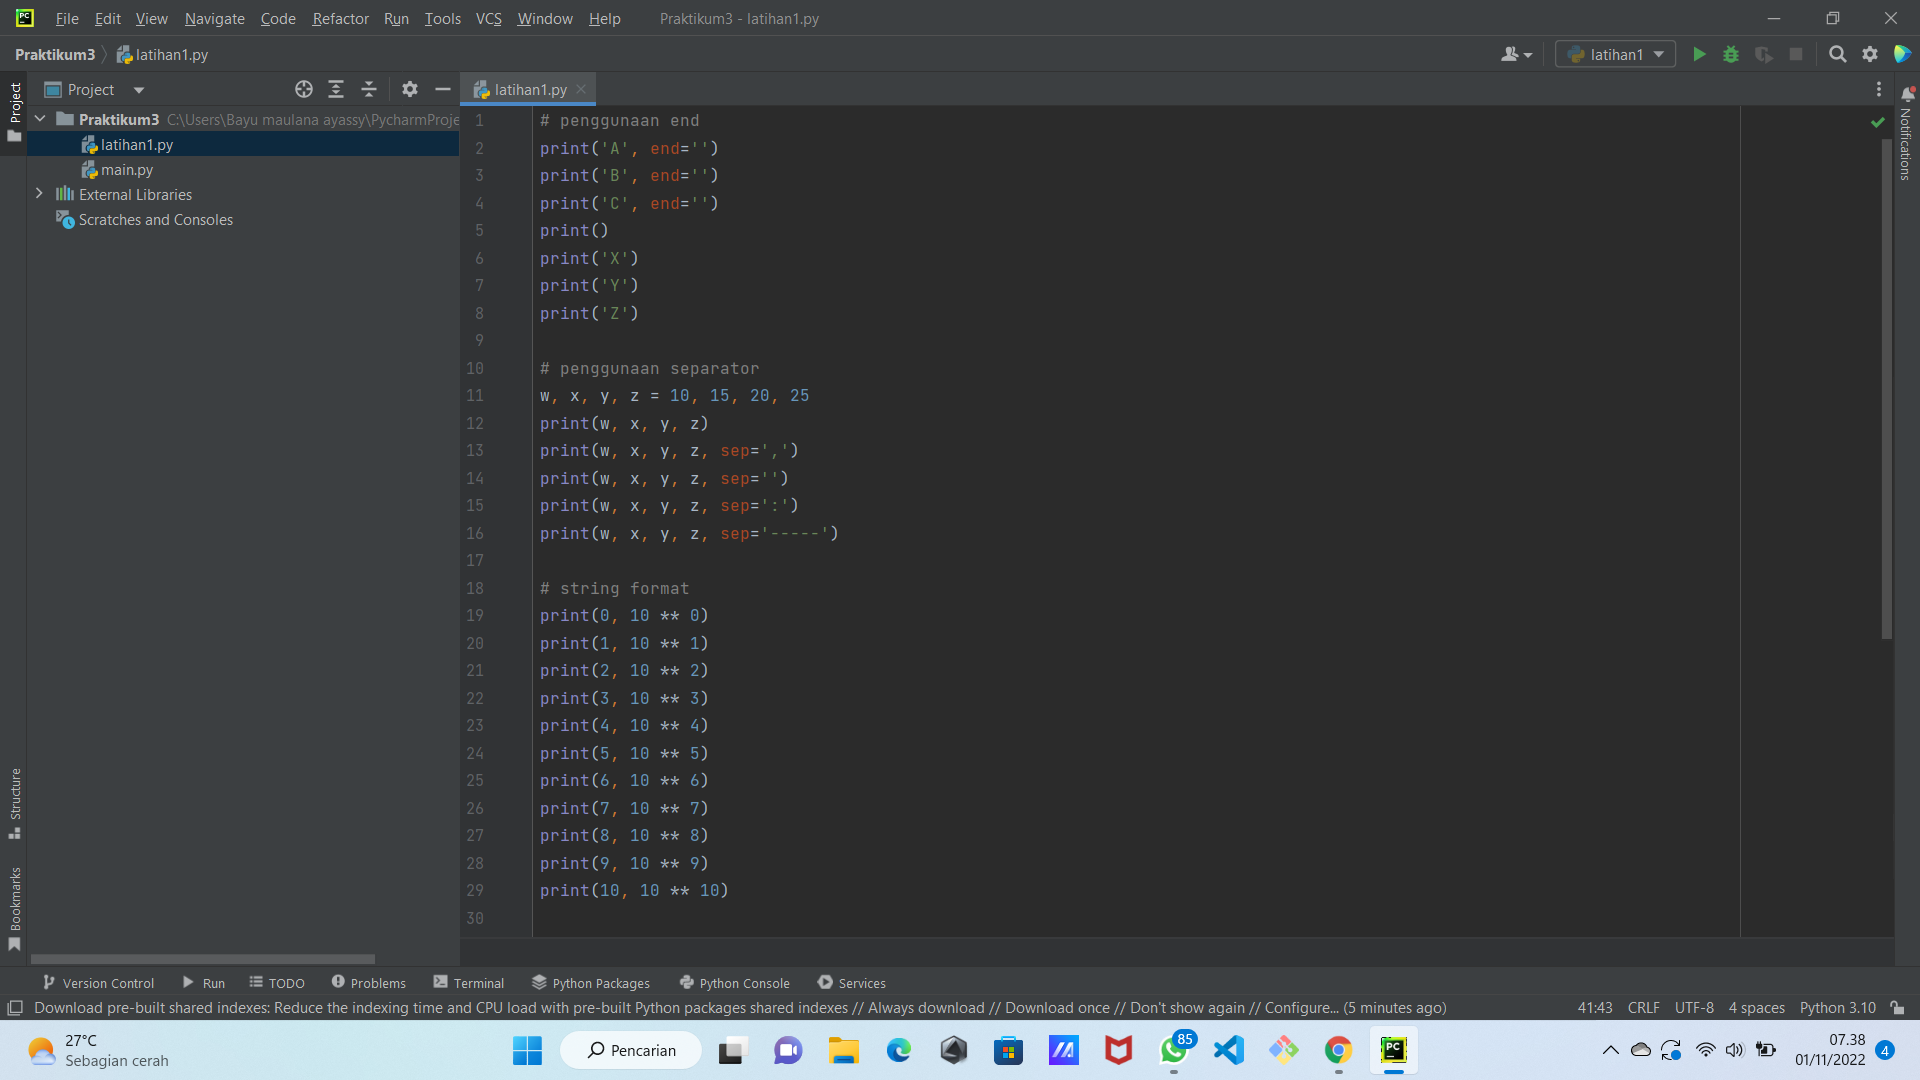 PC
File Edit View Navigate Code Refactor Run Tools VCS Window Help Praktikum3 - latihan1.py
Praktikum3 latihan1.py latihan1
Project
Project
latihan1.py
Notifications
Praktikum3 C:\Users\Bayu maulana ayassy\PycharmProje
latihan1.py
main.py
External Libraries
Scratches and Consoles
1 # penggunaan end
2 print('A', end='')
3 print('B', end='')
4 print('C', end='')
5 print()
6 print('X')
7 print('Y')
8 print('Z')
9
10 # penggunaan separator
11 w, x, y, z = 10, 15, 20, 25
12 print(w, x, y, z)
13 print(w, x, y, z, sep=',')
14 print(w, x, y, z, sep='')
15 print(w, x, y, z, sep=':')
16 print(w, x, y, z, sep='-----')
17
18 # string format
19 print(0, 10 ** 0)
20 print(1, 10 ** 1)
21 print(2, 10 ** 2)
22 print(3, 10 ** 3)
23 print(4, 10 ** 4)
24 print(5, 10 ** 5)
25 print(6, 10 ** 6)
26 print(7, 10 ** 7)
27 print(8, 10 ** 8)
28 print(9, 10 ** 9)
29 print(10, 10 ** 10)
30
Structure
Bookmarks
Version Control Run TODO Problems Terminal Python Packages Python Console Services
Download pre-built shared indexes: Reduce the indexing time and CPU load with pre-built Python packages shared indexes // Always download // Download once // Don't show again // Configure... (5 minutes ago) 41:43 CRLF UTF-8 4 spaces Python 3.10
27°C
Sebagian cerah
Pencarian
85
PC
07.38
01/11/2022
4